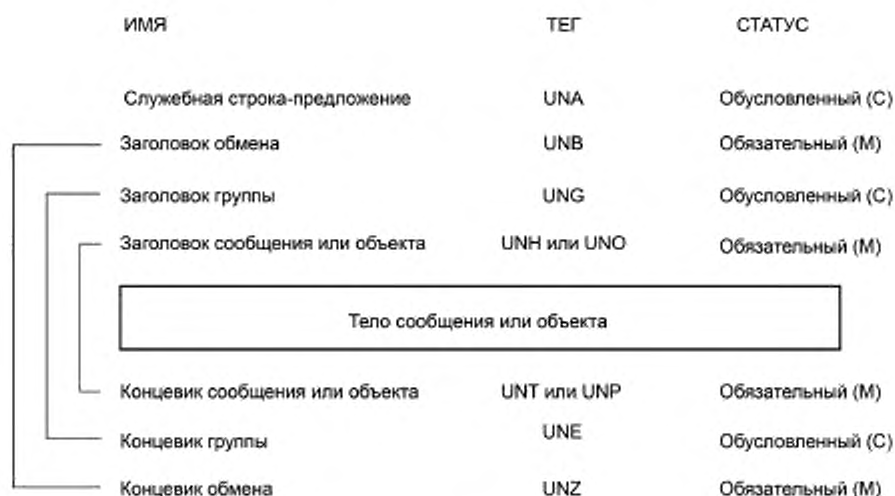 ИМЯ ТЕГ СТАТУС
Служебная строка-предложение UNA Обусловленный (С)
Заголовок обмена UNB Обязательный (М)
Заголовок группы UNG Обусловленный (С)
Заголовок сообщения или объекта UNH или UNO Обязательный (М)
Тело сообщения или объекта
Концевик сообщения или объекта UNT или UNP Обязательный (М)
Концевик группы UNE Обусловленный (С)
Концевик обмена UNZ Обязательный (М)